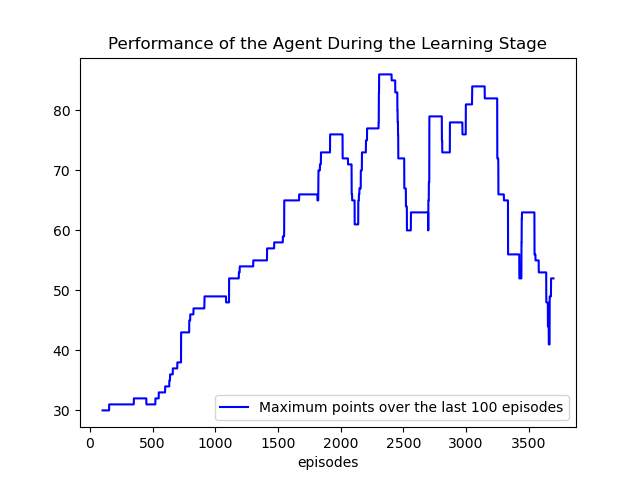 Performance of the Agent During the Learning Stage
80
70
60
50
40
30
Maximum points over the last 100 episodes
0 500 1000 1500 2000 2500 3000 3500
episodes